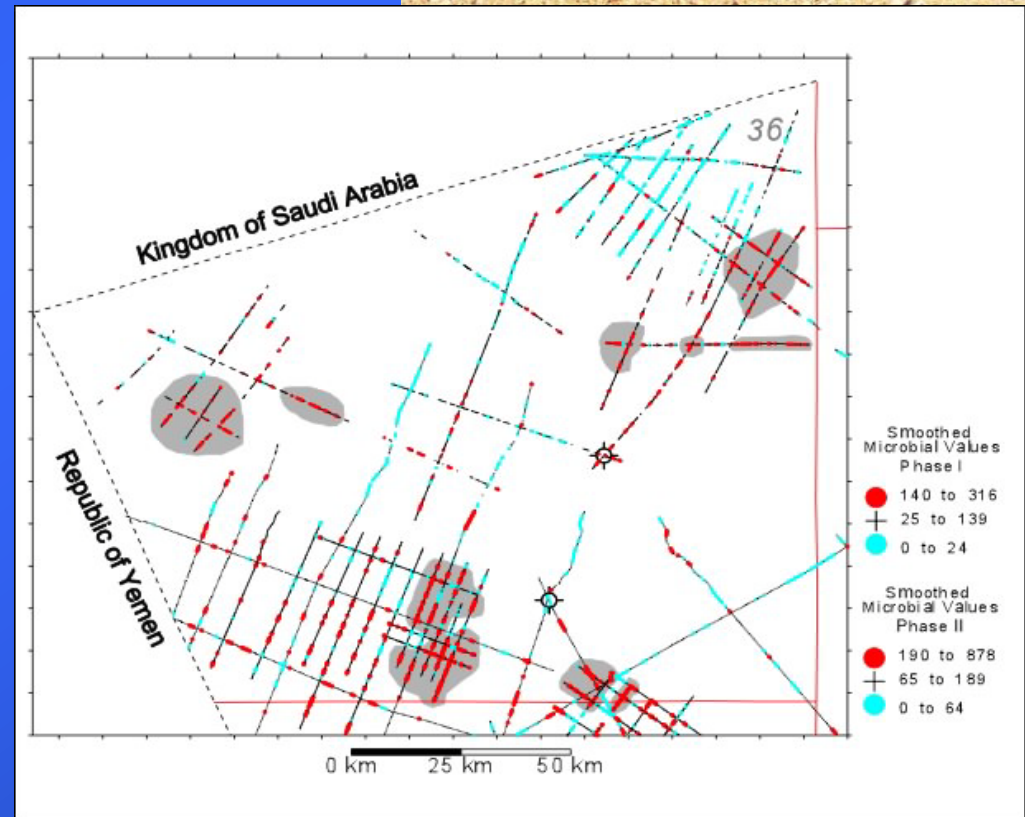 36
Kingdom of Saudi Arabia
Republic of Yemen
Smoothed
Microbial Values
Phase I
140 to 316
25 to 139
0 to 24
Smoothed
Microbial Values
Phase II
190 to 878
65 to 189
0 to 64
0 km 25 km 50 km